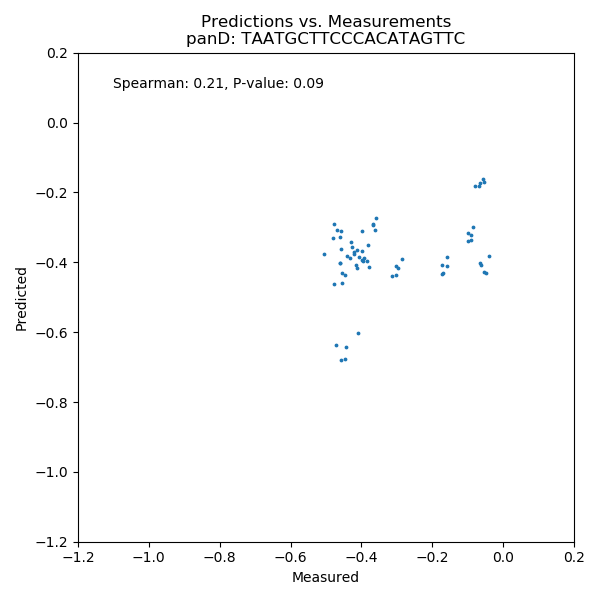 Predictions vs. Measurements
panD: TAATGCTTCCCACATAGTTC
Spearman: 0.21, P-value: 0.09
0.2
0.0
−0.2
−0.4
−0.6
−0.8
−1.0
−1.2
Predicted
−1.2 −1.0 −0.8 −0.6 −0.4 −0.2 0.0 0.2
Measured